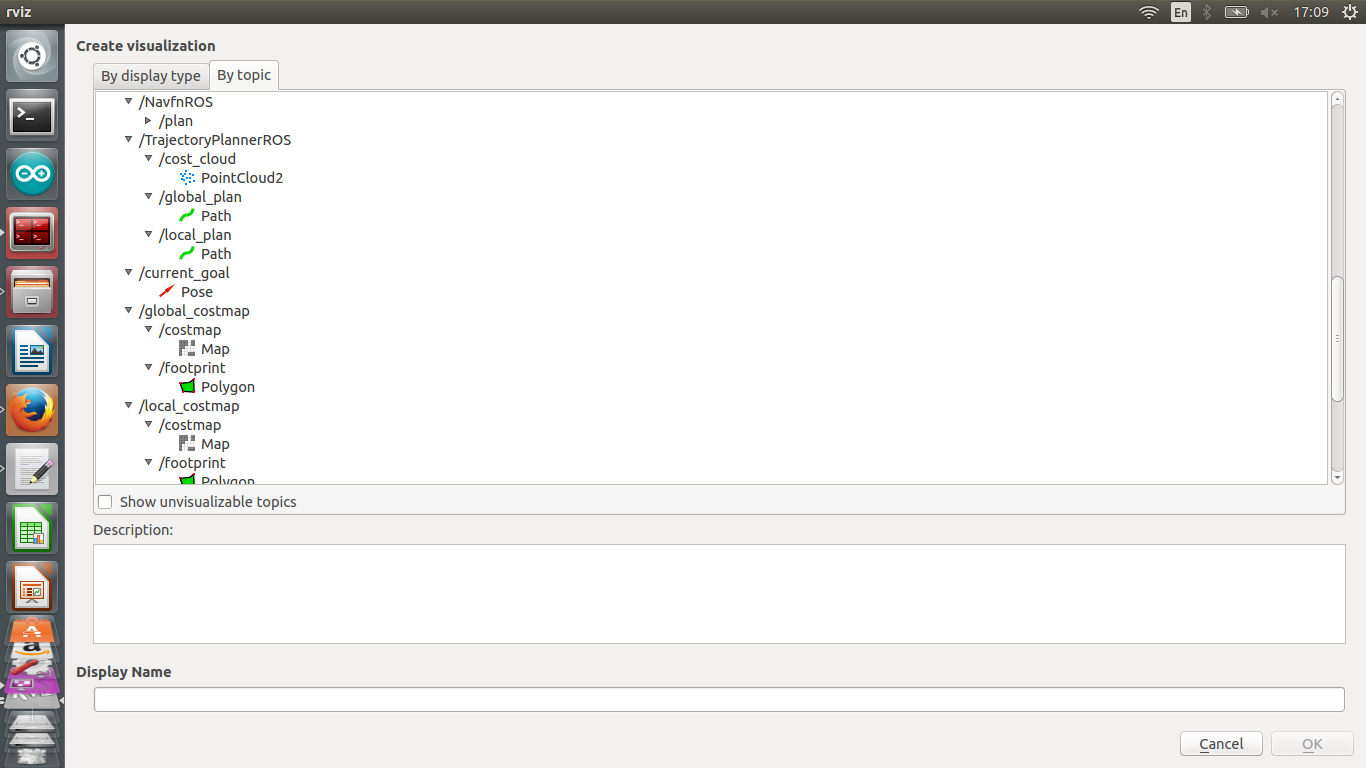 rviz
En
17:09
Create visualization
By display type
By topic
/NavfnROS
/plan
/TrajectoryPlannerROS
/cost_cloud
PointCloud2
/global_plan
Path
/local_plan
Path
/current_goal
Pose
/global_costmap
/costmap
Map
/footprint
Polygon
/local_costmap
/costmap
Map
/footprint
Polygon
Show unvisualizable topics
Description:
Display Name
Cancel
OK